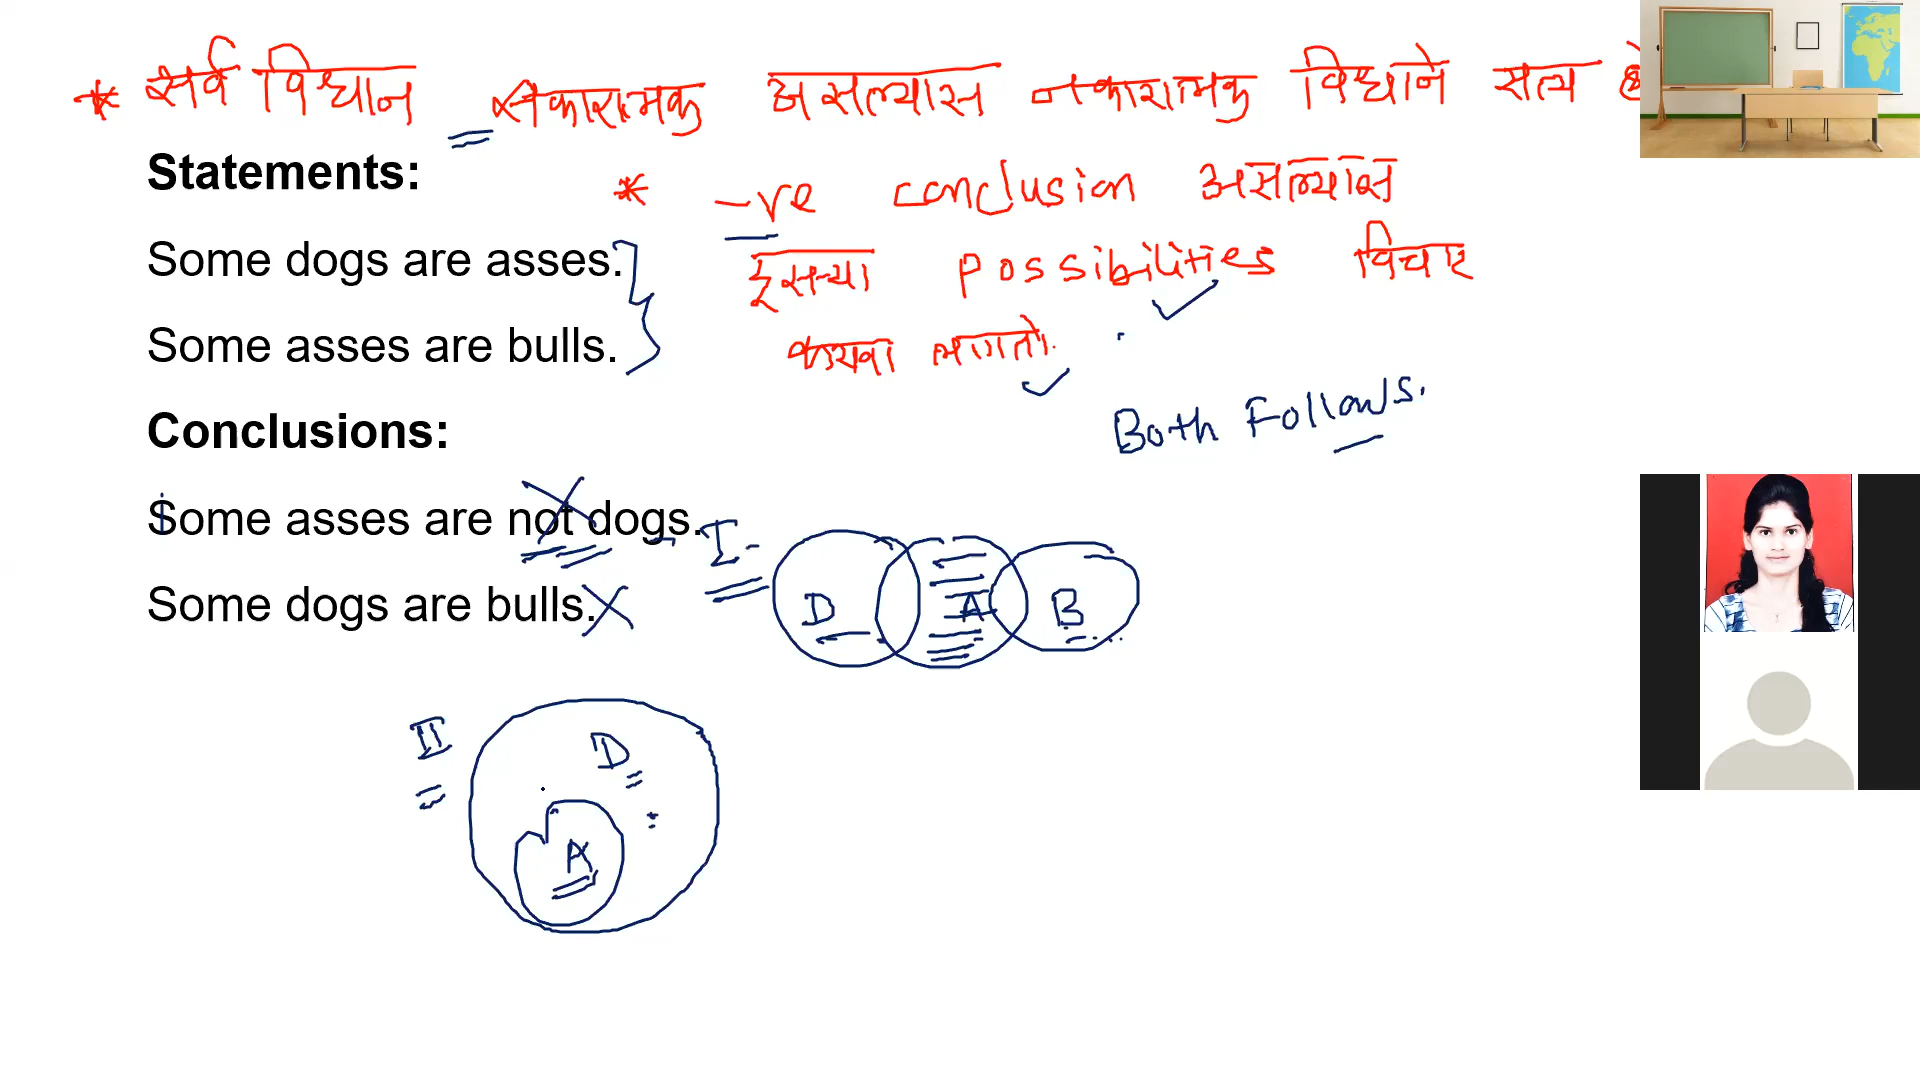 * सर्व विधान सकारात्मक असल्यास नकारात्मक विधाने सत्य
Statements:
* -ve conclusion असल्यास
Some dogs are asses.
दुसऱ्या possibilities विचार
Some asses are bulls.
करावा लागतो.
Both Follows.
Conclusions:
Some asses are not dogs.
I
Some dogs are bulls.
D A B
II
D
A